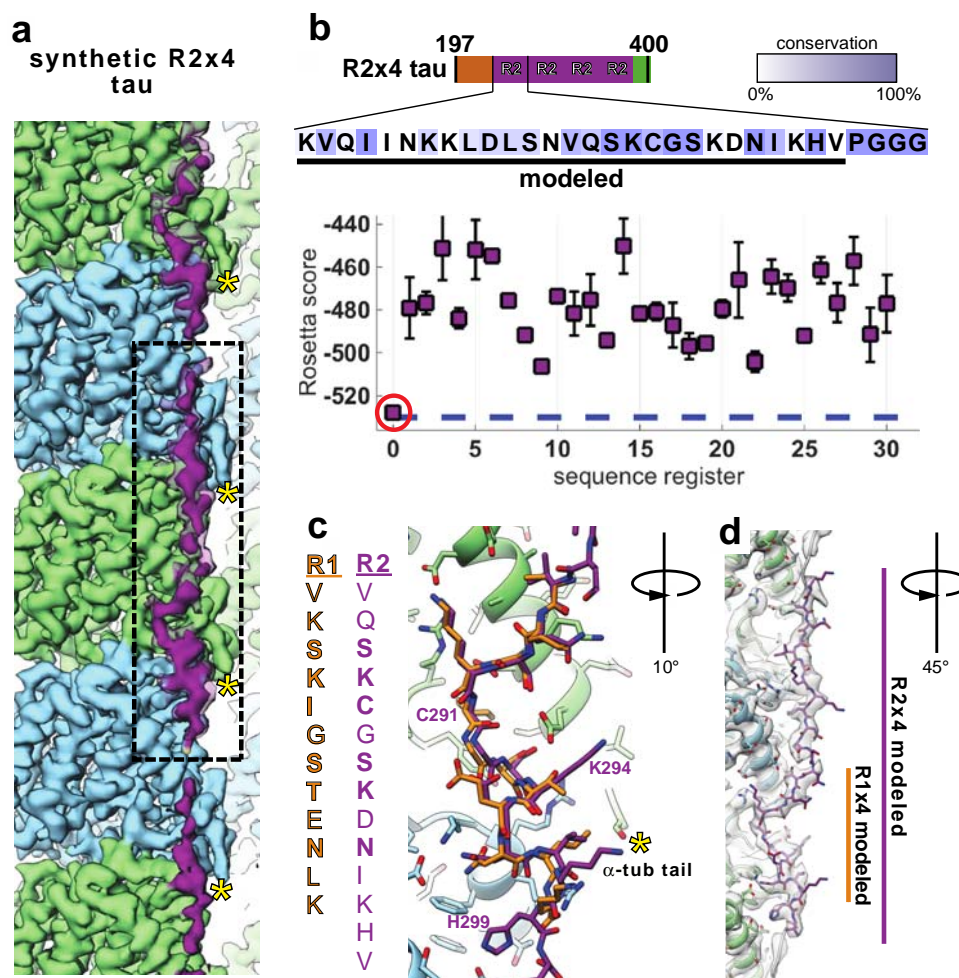 a
synthetic R2x4
tau
*
*
*
*
b
197
400
R2x4 tau
R2 R2 R2 R2
conservation
0% 100%
KVQIINKKLDLSNVQSKCGSKDNIKHVPGGG
modeled
Rosetta score
-440
-460
-480
-500
-520
0 5 10 15 20 25 30
sequence register
c
R1 R2
V V
K Q
S S
K K
I C
G G
S S
T K
E D
N N
L I
K K
H
V
C291
K294
*
α-tub tail
H299
10°
d
45°
R2x4 modeled
R1x4 modeled